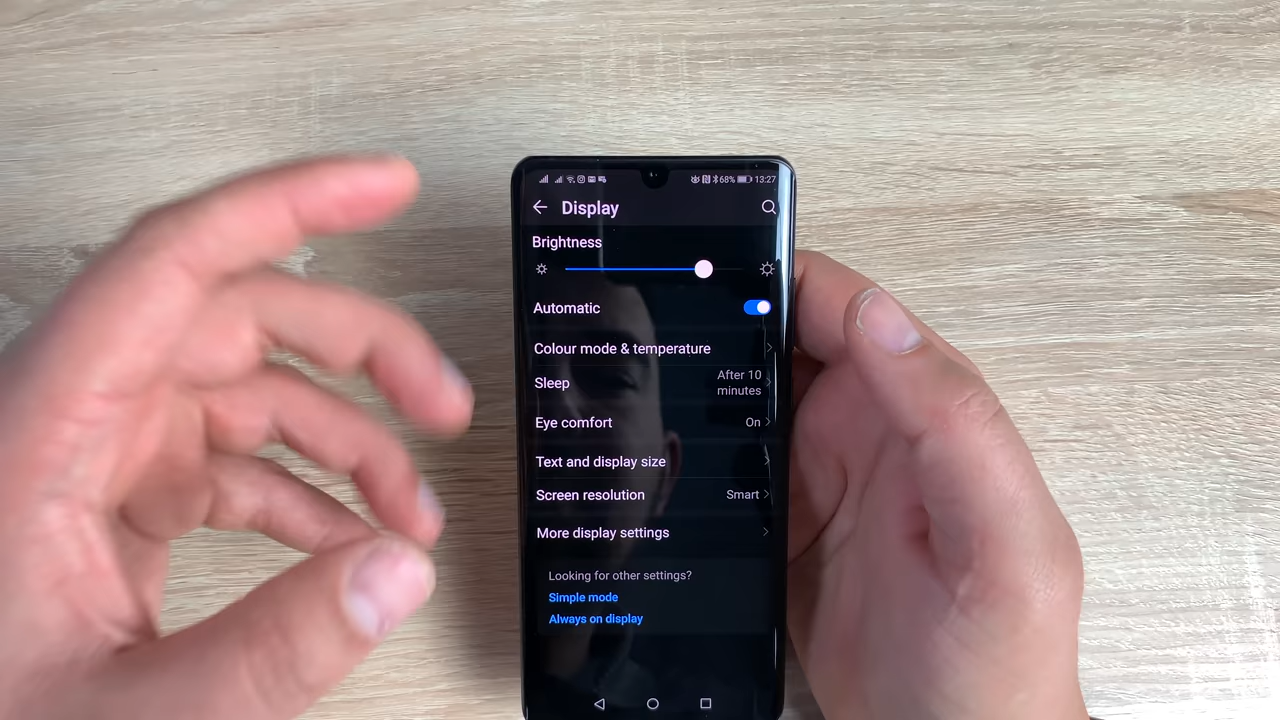 68% 13:27
Display
Brightness
Automatic
Colour mode & temperature
Sleep
After 10
minutes
Eye comfort
On
Text and display size
Screen resolution
Smart
More display settings
Looking for other settings?
Simple mode
Always on display